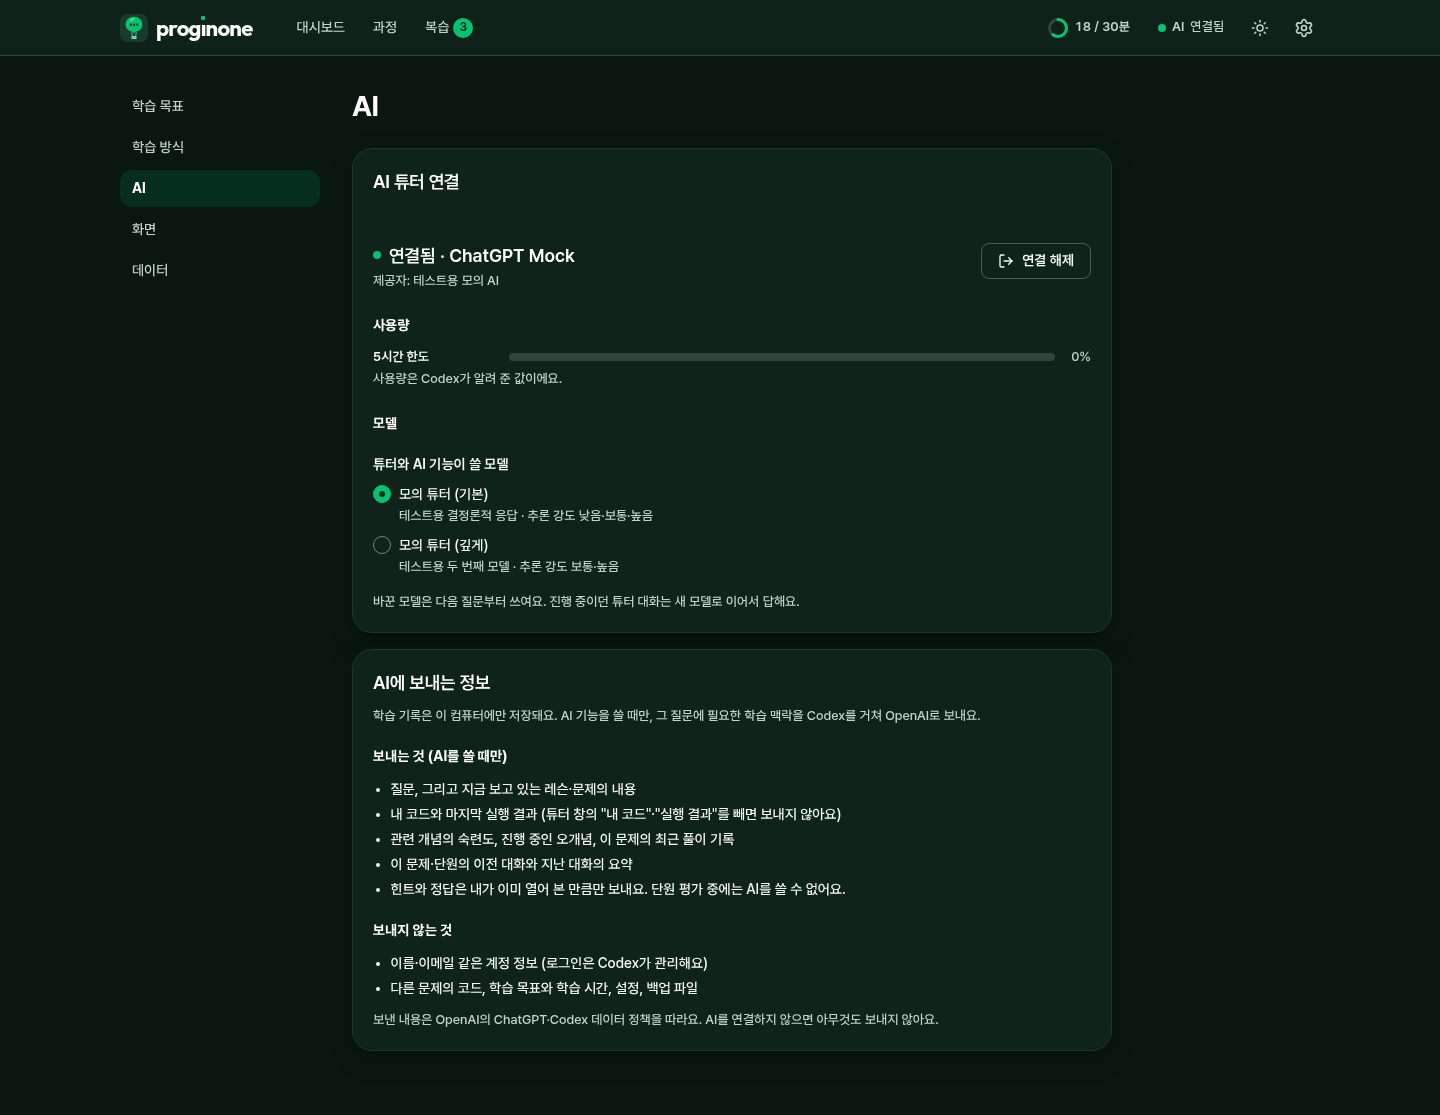 proginone
대시보드
과정
복습 3
18 / 30분
AI 연결됨
학습 목표
학습 방식
AI
화면
데이터
AI
AI 튜터 연결
연결됨 · ChatGPT Mock
연결 해제
제공자: 테스트용 모의 AI
사용량
5시간 한도
0%
사용량은 Codex가 알려 준 값이에요.
모델
튜터와 AI 기능이 쓸 모델
모의 튜터 (기본)
테스트용 결정론적 응답 · 추론 강도 낮음·보통·높음
모의 튜터 (깊게)
테스트용 두 번째 모델 · 추론 강도 보통·높음
바꾼 모델은 다음 질문부터 쓰여요. 진행 중이던 튜터 대화는 새 모델로 이어서 답해요.
AI에 보내는 정보
학습 기록은 이 컴퓨터에만 저장돼요. AI 기능을 쓸 때만, 그 질문에 필요한 학습 맥락을 Codex를 거쳐 OpenAI로 보내요.
보내는 것 (AI를 쓸 때만)
• 질문, 그리고 지금 보고 있는 레슨·문제의 내용
• 내 코드와 마지막 실행 결과 (튜터 창의 "내 코드"·"실행 결과"를 빼면 보내지 않아요)
• 관련 개념의 숙련도, 진행 중인 오개념, 이 문제의 최근 풀이 기록
• 이 문제·단원의 이전 대화와 지난 대화의 요약
• 힌트와 정답은 내가 이미 열어 본 만큼만 보내요. 단원 평가 중에는 AI를 쓸 수 없어요.
보내지 않는 것
• 이름·이메일 같은 계정 정보 (로그인은 Codex가 관리해요)
• 다른 문제의 코드, 학습 목표와 학습 시간, 설정, 백업 파일
보낸 내용은 OpenAI의 ChatGPT·Codex 데이터 정책을 따라요. AI를 연결하지 않으면 아무것도 보내지 않아요.